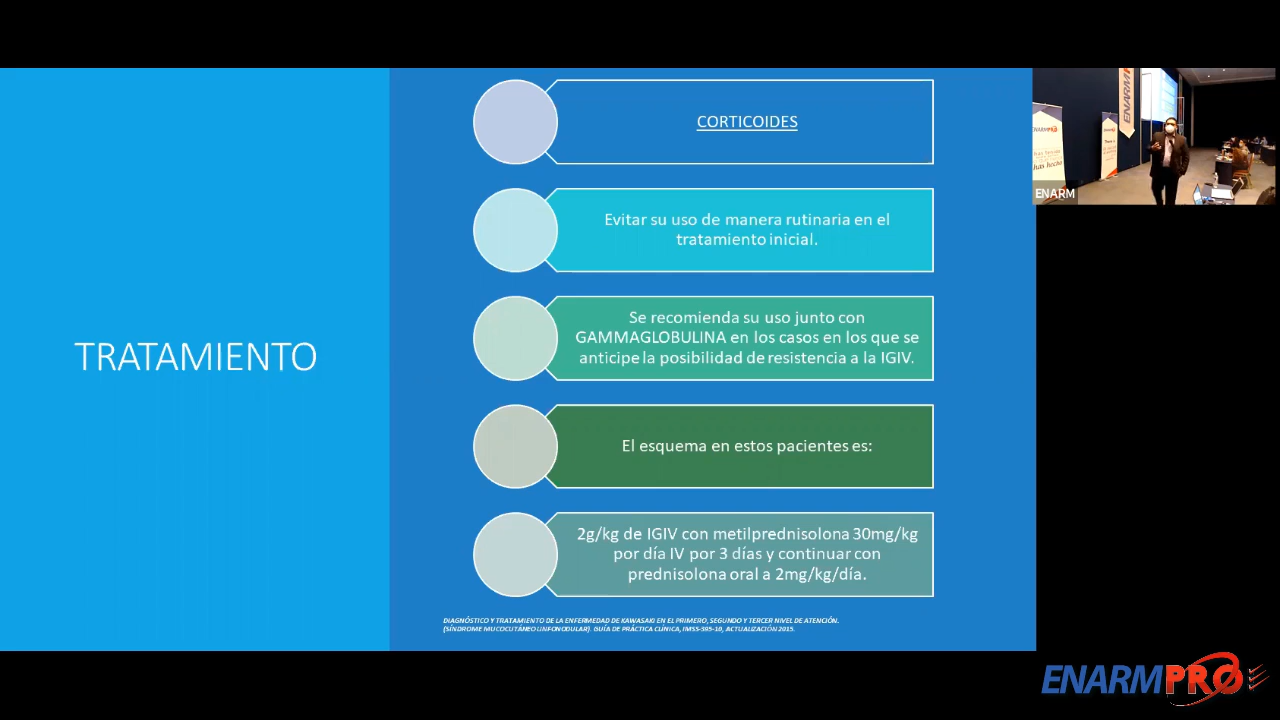 CORTICOIDES
Evitar su uso de manera rutinaria en el
tratamiento inicial.
Se recomienda su uso junto con
GAMMAGLOBULINA en los casos en los que se
anticipe la posibilidad de resistencia a la IGIV.
TRATAMIENTO
El esquema en estos pacientes es:
2g/kg de IGIV con metilprednisolona 30mg/kg
por día IV por 3 días y continuar con
prednisolona oral a 2mg/kg/día.
DIAGNÓSTICO Y TRATAMIENTO DE LA ENFERMEDAD DE KAWASAKI EN EL PRIMERO, SEGUNDO Y TERCER NIVEL DE ATENCIÓN.
(SÍNDROME MUCOCUTÁNEO LINFONODULAR). GUÍA DE PRÁCTICA CLÍNICA, IMSS-395-10, ACTUALIZACIÓN 2015.
ENARM
ENARMPRO